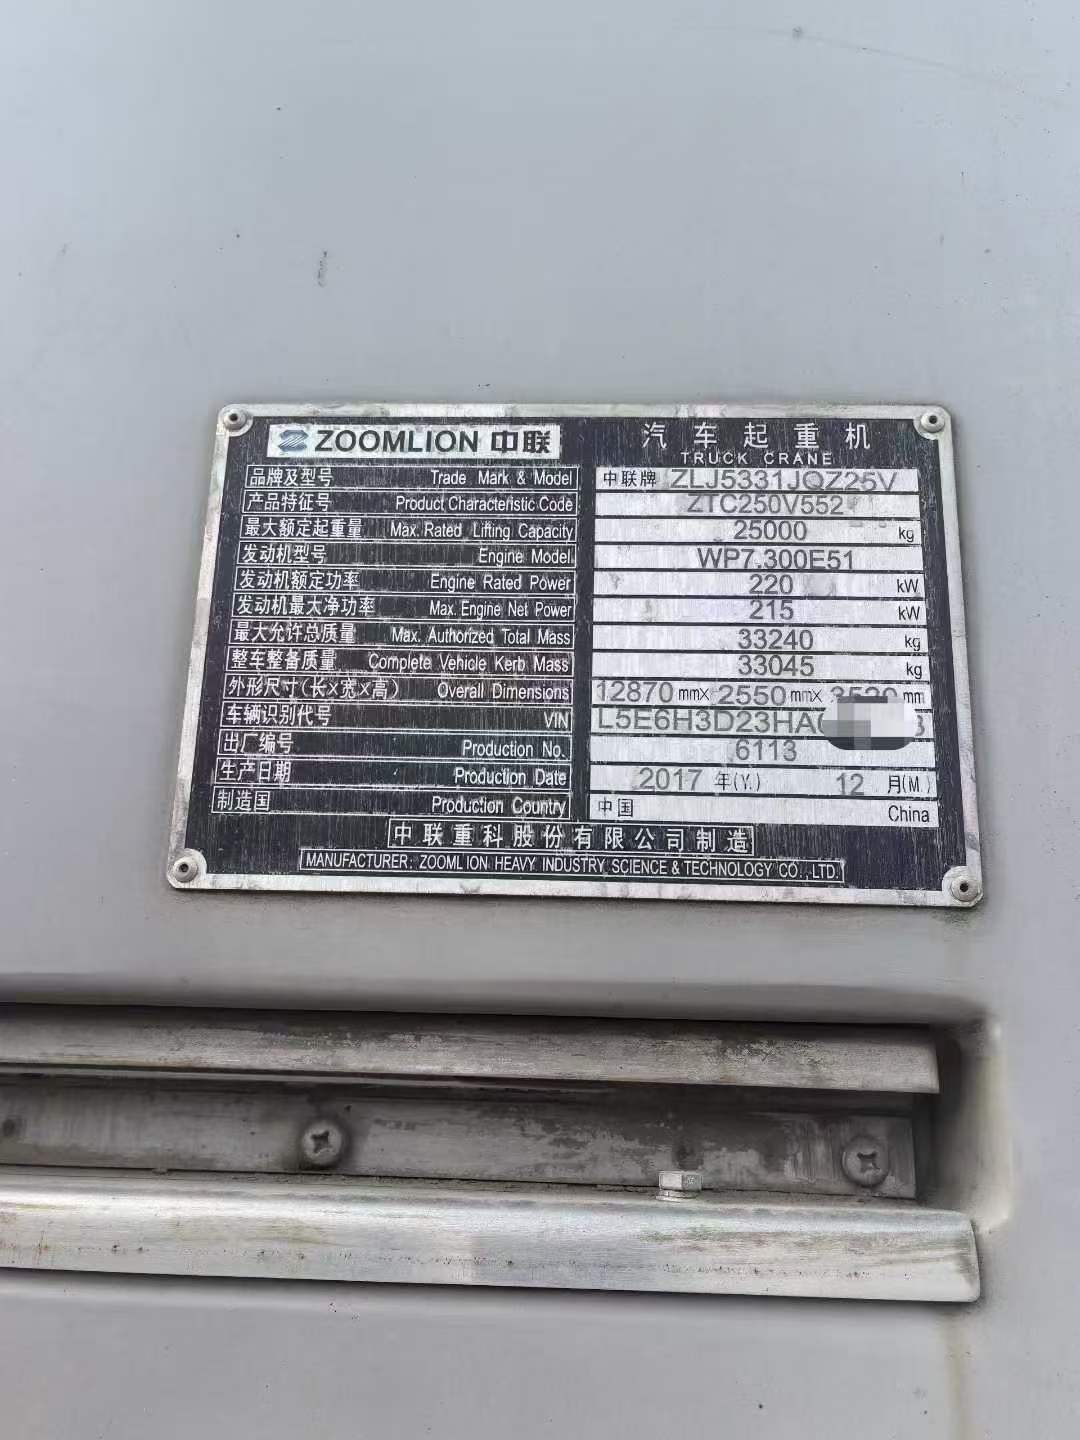 ZOOMLION 中联 汽车起重机
TRUCK CRANE
品牌及型号 Trade Mark & Model 中联牌 ZLJ5331JQZ25V
产品特征号 Product Characteristic Code ZTC250V552
最大额定起重量 Max. Rated Lifting Capacity 25000 kg
发动机型号 Engine Model WP7.300E51
发动机额定功率 Engine Rated Power 220 kW
发动机最大净功率 Max. Engine Net Power 215 kW
最大允许总质量 Max. Authorized Total Mass 33240 kg
整车整备质量 Complete Vehicle Kerb Mass 33045 kg
外形尺寸(长×宽×高) Overall Dimensions 12870 mm× 2550 mm× mm
车辆识别代号 VIN L5E6H3D23HA
出厂编号 Production No. 6113
生产日期 Production Date 2017 年(Y.) 12 月(M.)
制造国 Production Country 中国 China
中联重科股份有限公司制造
MANUFACTURER: ZOOMLION HEAVY INDUSTRY SCIENCE & TECHNOLOGY CO.,LTD.